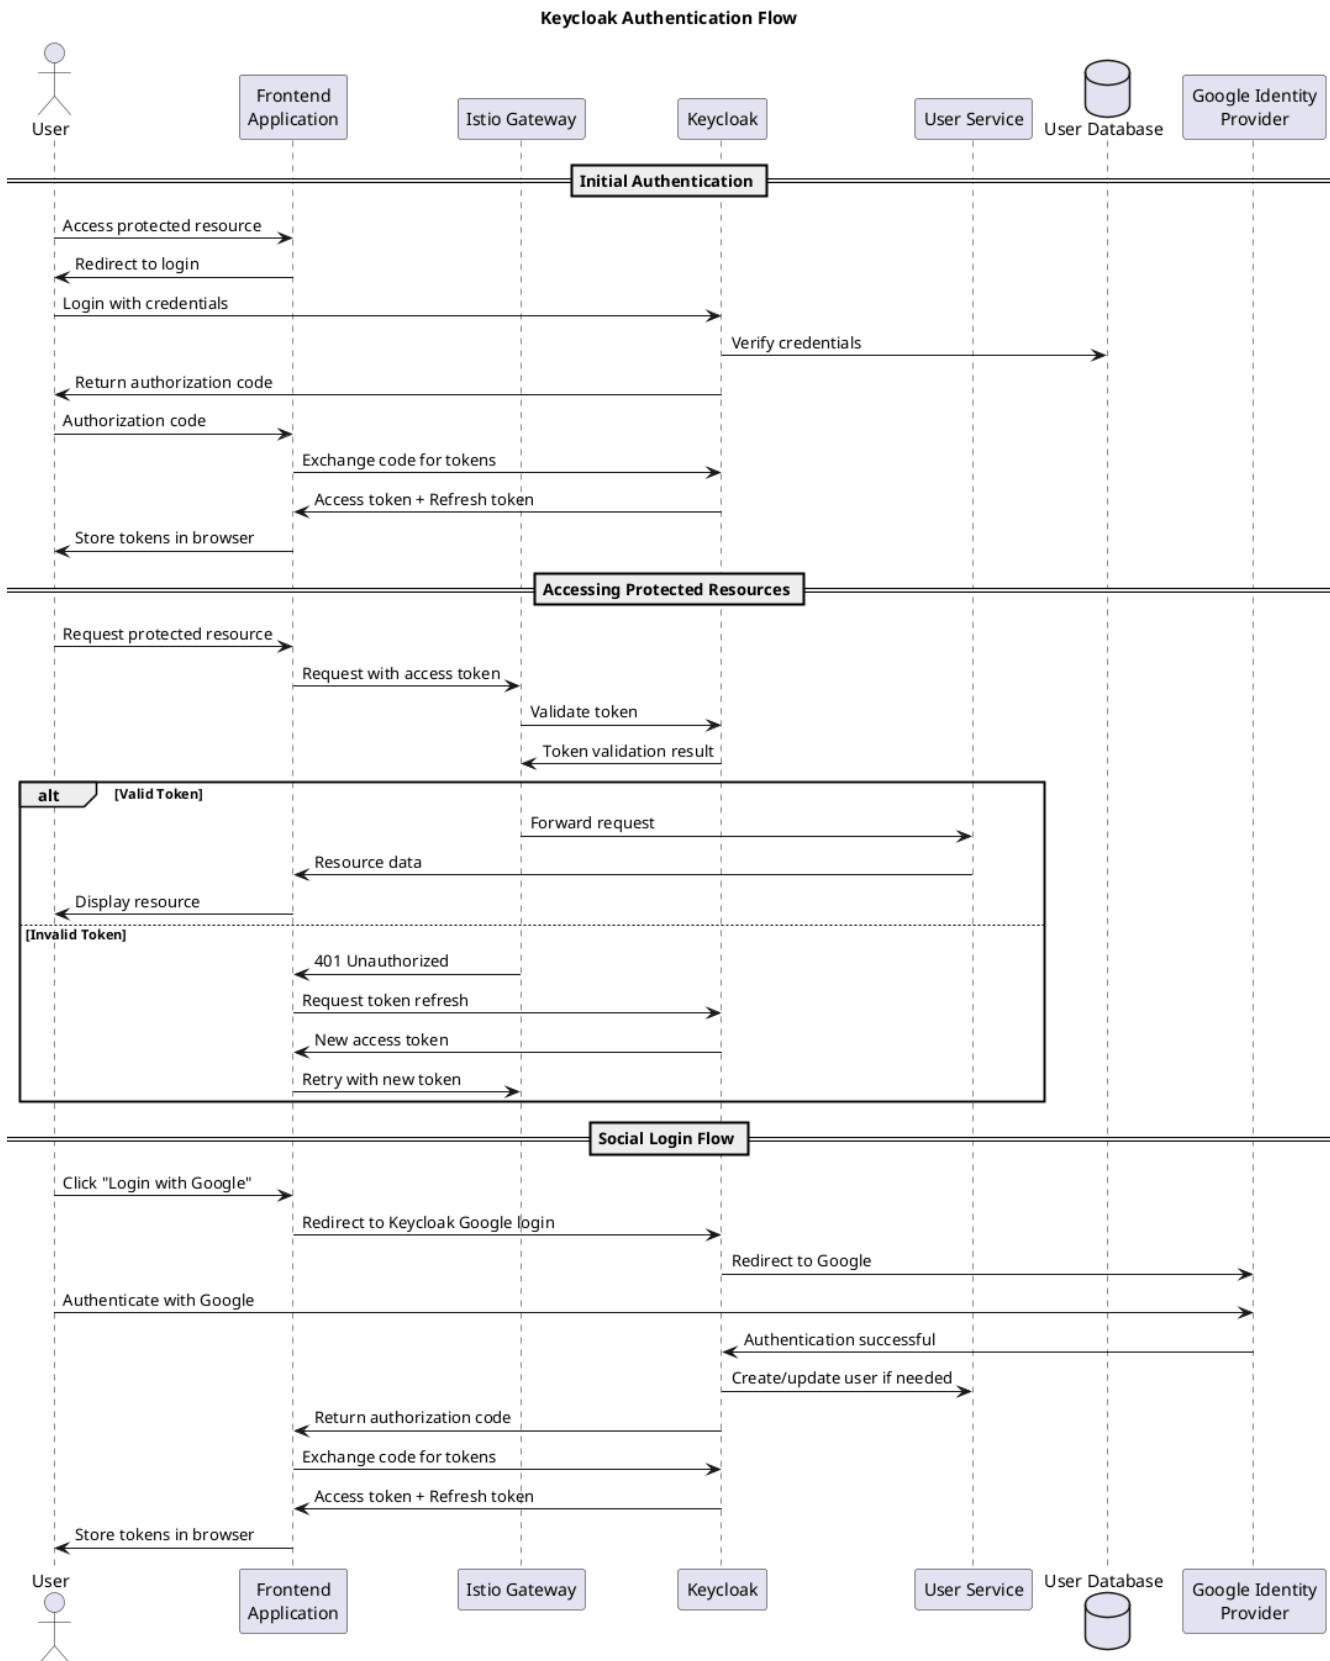 Keycloak Authentication Flow
User
Frontend
Application
Istio Gateway
Keycloak
User Service
User Database
Google Identity
Provider
Initial Authentication
Access protected resource
Redirect to login
Login with credentials
Verify credentials
Return authorization code
Authorization code
Exchange code for tokens
Access token + Refresh token
Store tokens in browser
Accessing Protected Resources
Request protected resource
Request with access token
Validate token
Token validation result
alt [Valid Token]
Forward request
Resource data
Display resource
[Invalid Token]
401 Unauthorized
Request token refresh
New access token
Retry with new token
Social Login Flow
Click "Login with Google"
Redirect to Keycloak Google login
Redirect to Google
Authenticate with Google
Authentication successful
Create/update user if needed
Return authorization code
Exchange code for tokens
Access token + Refresh token
Store tokens in browser
User
Frontend
Application
Istio Gateway
Keycloak
User Service
User Database
Google Identity
Provider